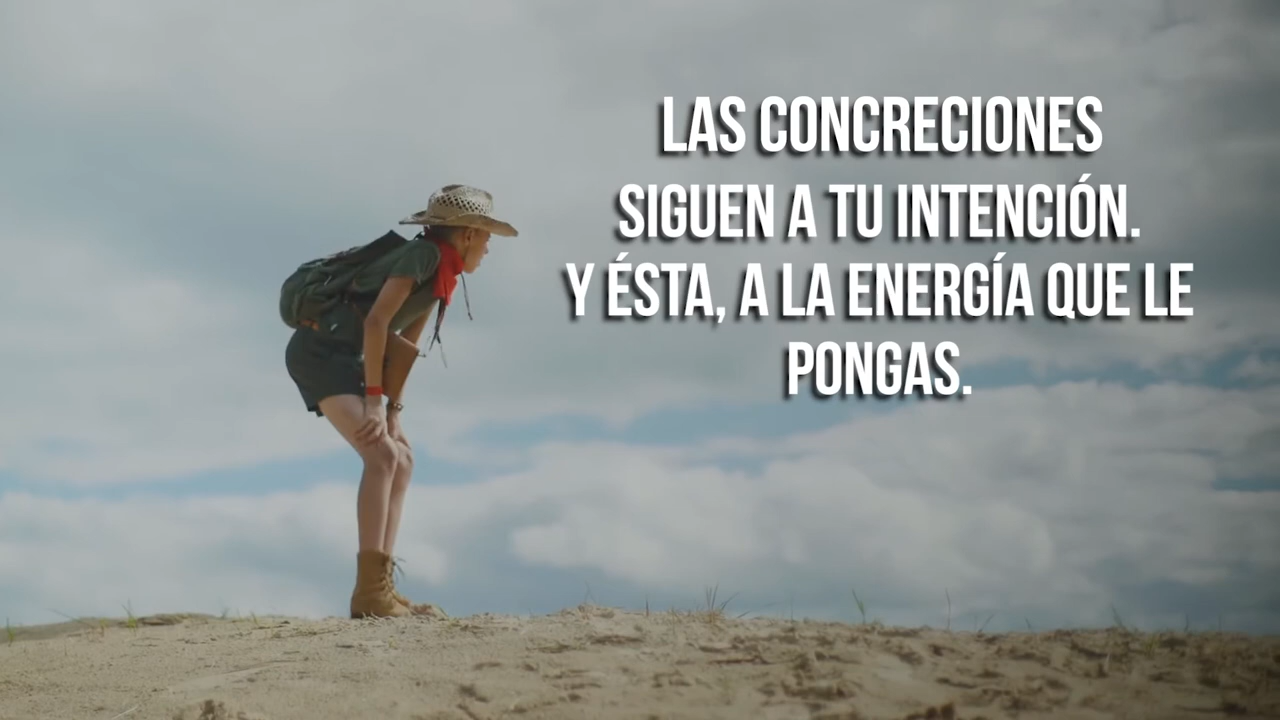 LAS CONCRECIONES
SIGUEN A TU INTENCIÓN.
Y ÉSTA, A LA ENERGÍA QUE LE
PONGAS.